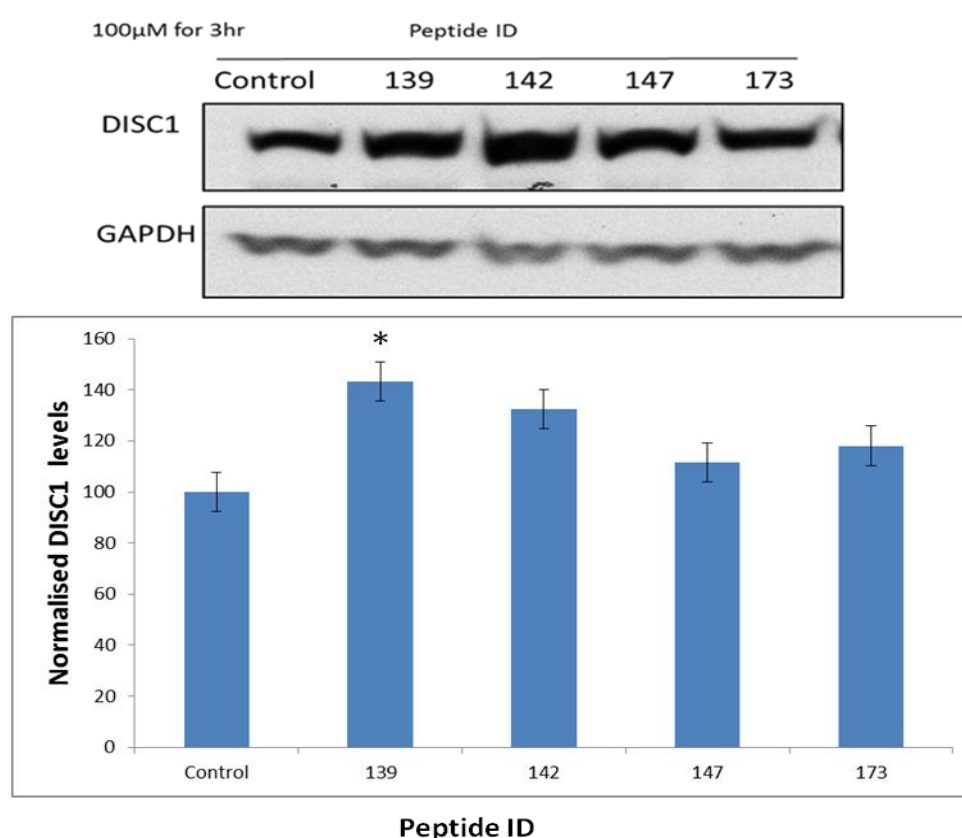 100µM for 3hr Peptide ID
Control 139 142 147 173
DISC1
GAPDH
*
160
140
120
100
80
60
40
20
0
Normalised DISC1 levels
Control 139 142 147 173
Peptide ID